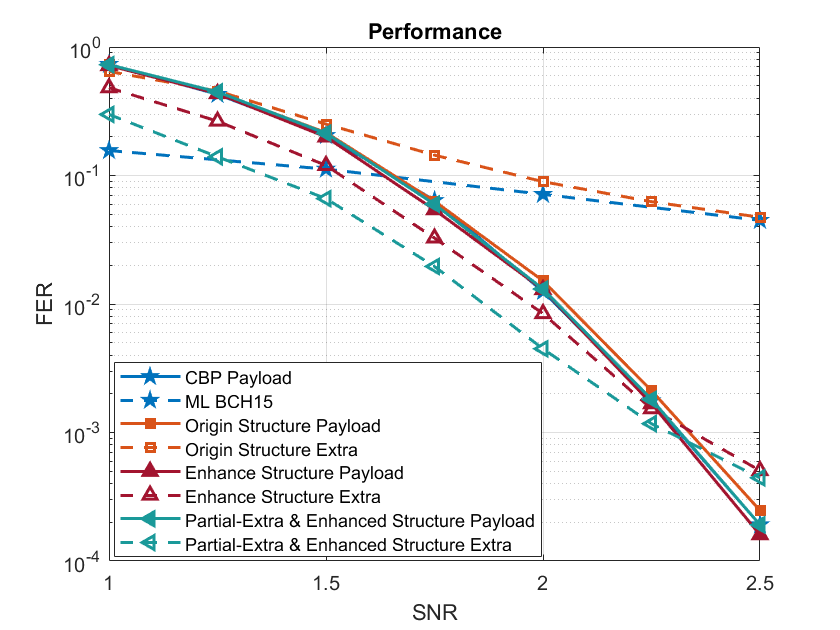 Performance
10^0
10^-1
10^-2
10^-3
10^-4
FER
CBP Payload
ML BCH15
Origin Structure Payload
Origin Structure Extra
Enhance Structure Payload
Enhance Structure Extra
Partial-Extra & Enhanced Structure Payload
Partial-Extra & Enhanced Structure Extra
1 1.5 2 2.5
SNR